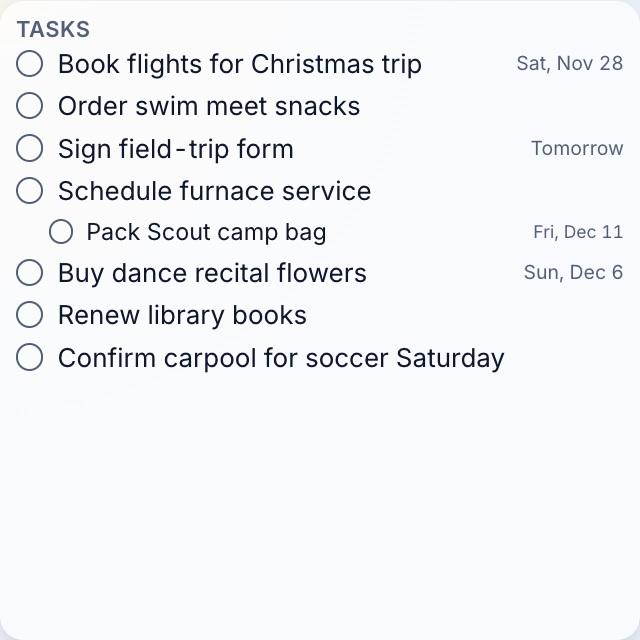 TASKS
Book flights for Christmas trip Sat, Nov 28
Order swim meet snacks
Sign field-trip form Tomorrow
Schedule furnace service
Pack Scout camp bag Fri, Dec 11
Buy dance recital flowers Sun, Dec 6
Renew library books
Confirm carpool for soccer Saturday